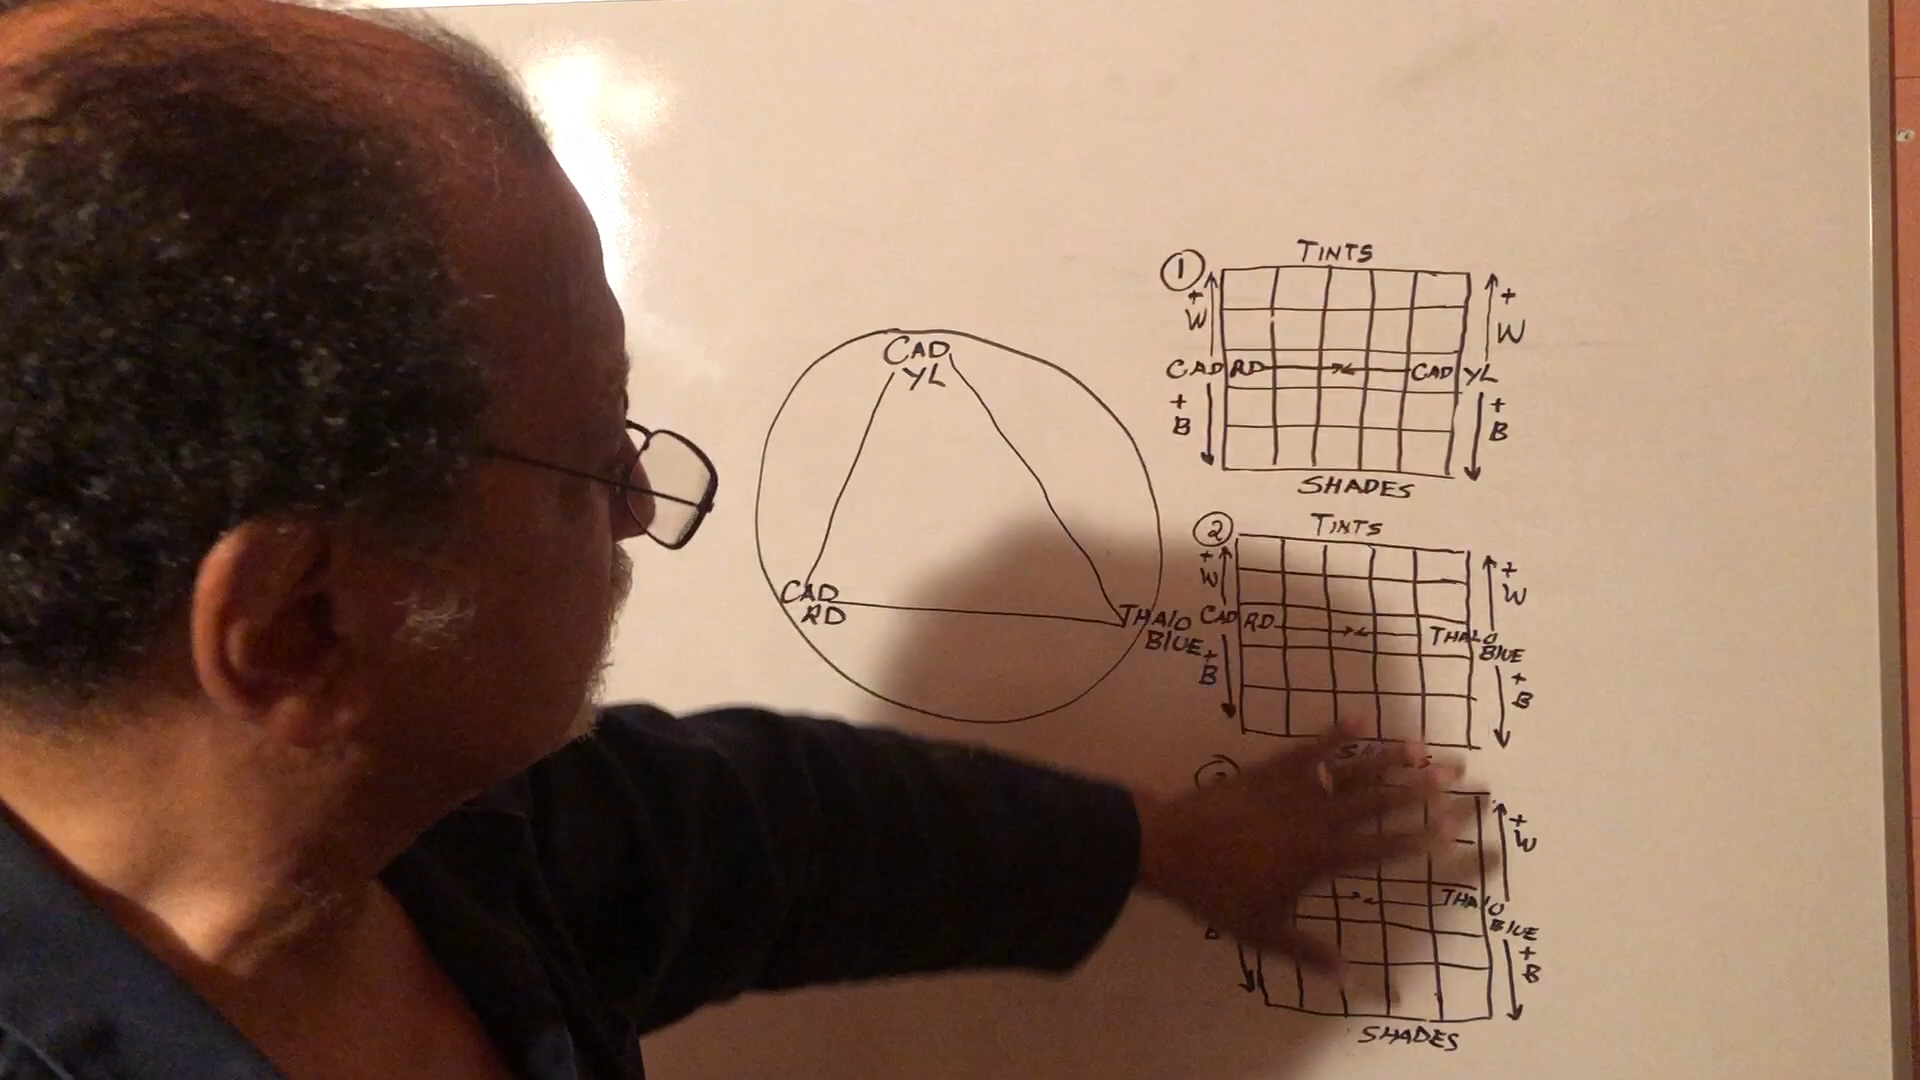 CAD
YL
CAD
RD
THALO
BLUE
1
TINTS
+
W
+
W
CAD RD
CAD YL
+
B
+
B
SHADES
2
TINTS
+
W
+
W
CAD RD
THALO
BLUE
+
B
+
B
+
W
THALO
BLUE
B
+
B
SHADES